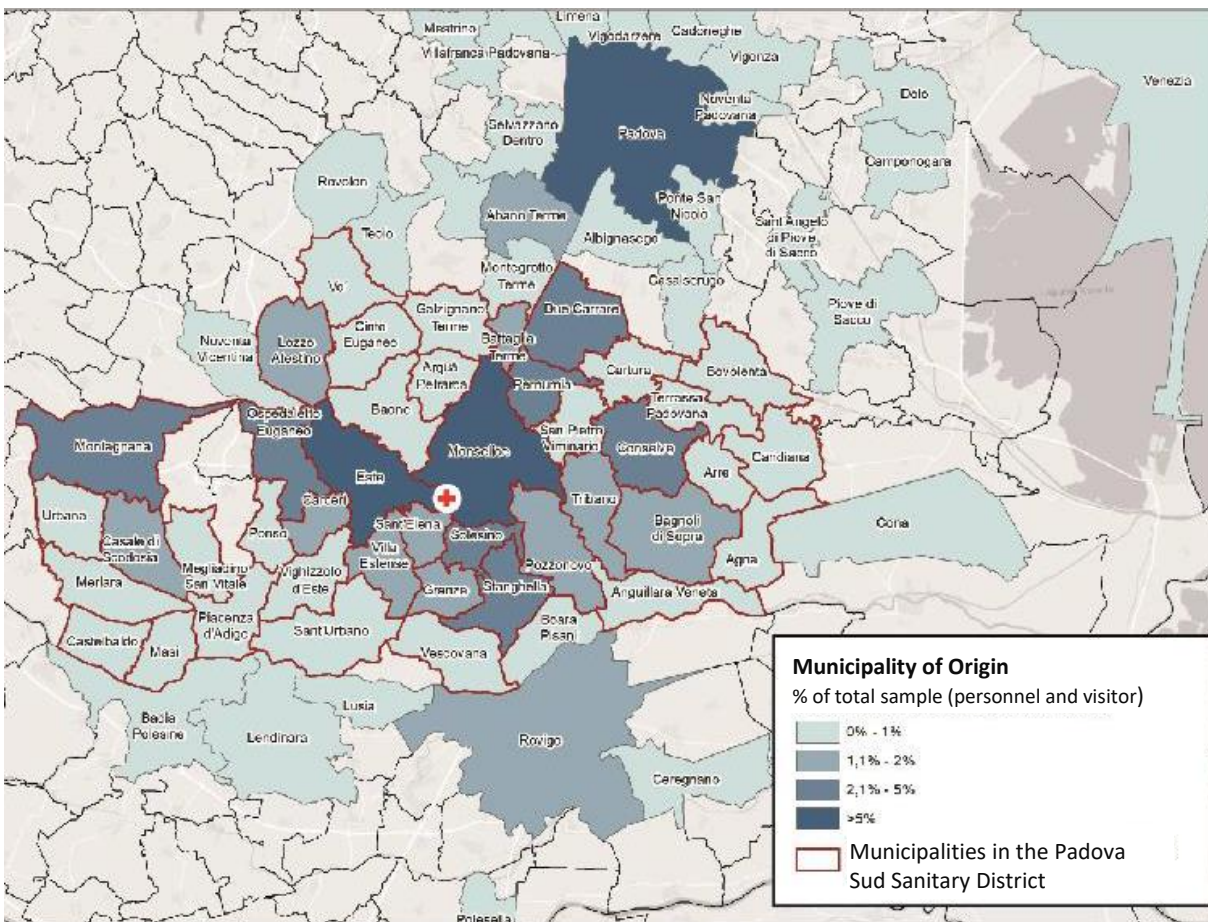 Mestrino
Limena
Vigodarzere
Cadoneghe
Villafranca Padovana
Vigonza
Venezia
Dolo
Noventa
Padovana
Selvazzano
Dentro
Padova
Camponogara
Rovolon
Ponte San
Nicolò
Abano Terme
Sant'Angelo
di Piove
di Sacco
Teolo
Albignasego
Montegrotto
Terme
Casalserugo
Vo'
Piove di
Sacco
Galzignano
Terme
Due Carrare
Cinto
Euganeo
Noventa
Vicentina
Lozzo
Atestino
Battaglia
Terme
Arquà
Petrarca
Cartura
Bovolenta
Pernumia
Baone
Terrassa
Padovana
Ospedaletto
Euganeo
San Pietro
Viminario
Montagnana
Monselice
Conselve
Candiana
Este
Arre
Carceri
Tribano
Urbana
Sant'Elena
Cona
Ponso
Solesino
Bagnoli
di Sopra
Casale di
Scodosia
Villa
Estense
Pozzonovo
Agna
Megliadino
San Vitale
Merlara
Vighizzolo
d'Este
Granze
Stanghella
Anguillara Veneta
Piacenza
d'Adige
Boara
Pisani
Castelbaldo
Masi
Sant'Urbano
Vescovana
Lusia
Badia
Polesine
Lendinara
Rovigo
Ceregnano
Polesella
Municipality of Origin
% of total sample (personnel and visitor)
0% - 1%
1,1% - 2%
2,1% - 5%
>5%
Municipalities in the Padova
Sud Sanitary District